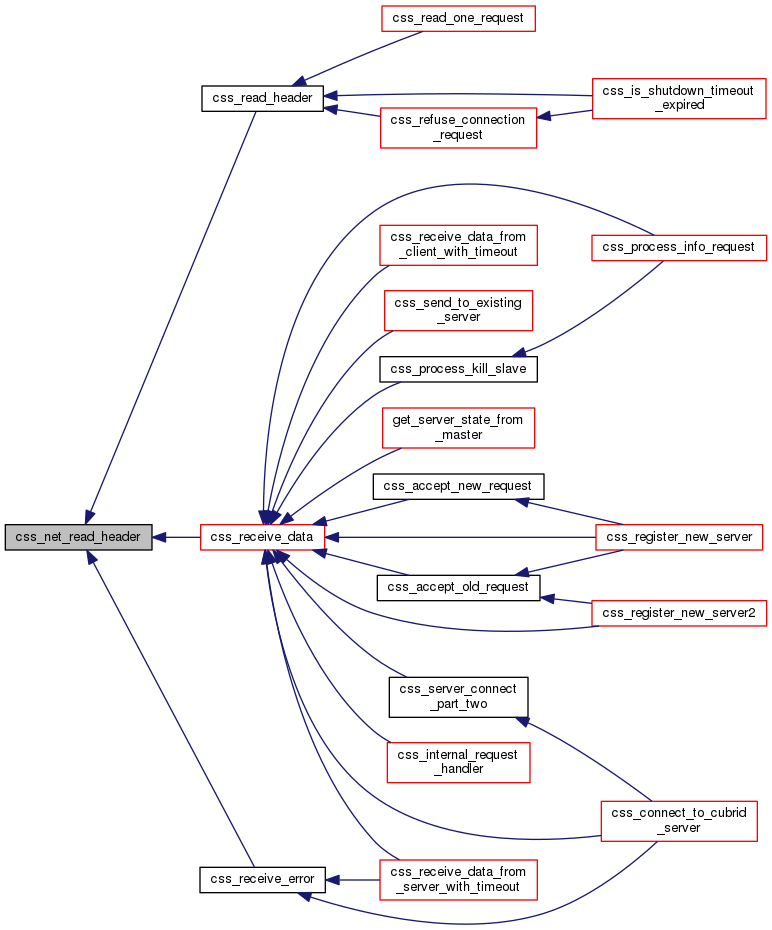 css_read_one_request
css_read_header
css_is_shutdown_timeout
_expired
css_refuse_connection
_request
css_receive_data_from
_client_with_timeout
css_process_info_request
css_send_to_existing
_server
css_process_kill_slave
get_server_state_from
_master
css_accept_new_request
css_net_read_header
css_receive_data
css_register_new_server
css_accept_old_request
css_register_new_server2
css_server_connect
_part_two
css_internal_request
_handler
css_connect_to_cubrid
_server
css_receive_error
css_receive_data_from
_server_with_timeout